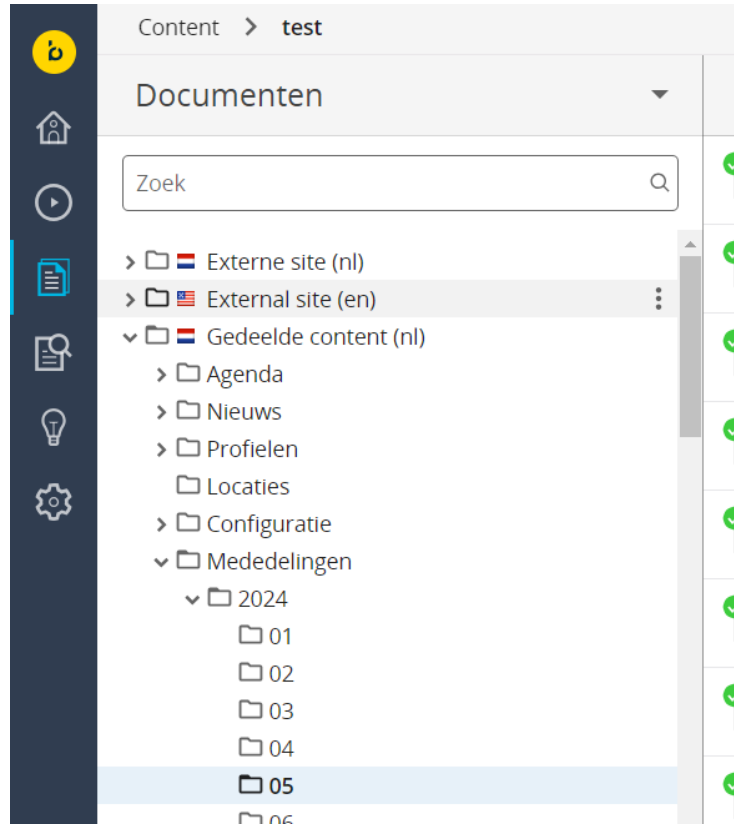 Content > test
b
Documenten
Zoek
Externe site (nl)
External site (en)
Gedeelde content (nl)
Agenda
Nieuws
Profielen
Locaties
Configuratie
Mededelingen
2024
01
02
03
04
05
06